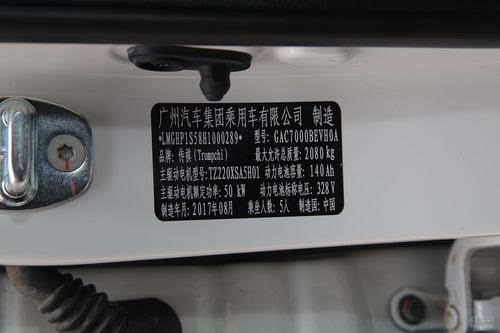 广州汽车集团乘用车有限公司 制造
*LMGHP1S58H1000289* 型号: GAC7000BEVH0A
品牌: 传祺 (Trumpchi) 最大允许总质量: 2080 kg
主驱动电机型号: TZ220XSA5H01 动力电池容量: 140 Ah
主驱动电机额定功率: 50 kW 动力电池标称电压: 328 V
制造年月: 2017年08月 乘坐人数: 5人 制造国: 中国